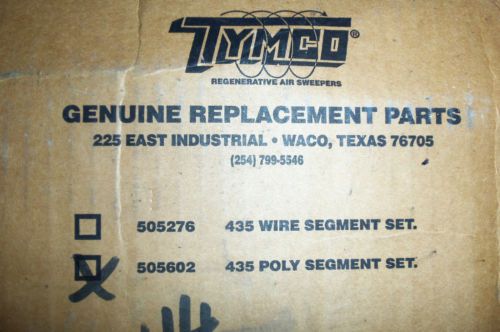 TYMCO®
REGENERATIVE AIR SWEEPERS
GENUINE REPLACEMENT PARTS
225 EAST INDUSTRIAL • WACO, TEXAS 76705
(254) 799-5546
505276 435 WIRE SEGMENT SET.
505602 435 POLY SEGMENT SET.